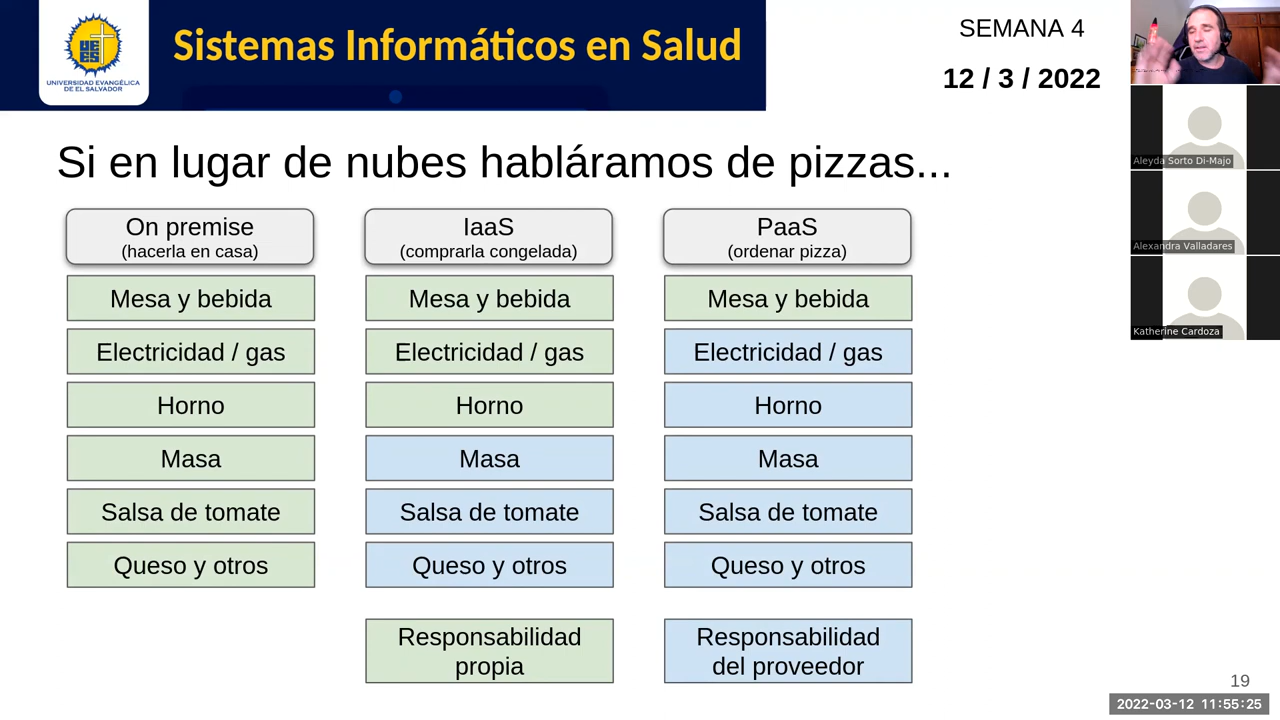 Sistemas Informáticos en Salud
UNIVERSIDAD EVANGÉLICA
DE EL SALVADOR
UEES
SEMANA 4
12 / 3 / 2022
Si en lugar de nubes habláramos de pizzas...
On premise
(hacerla en casa)
Mesa y bebida
Electricidad / gas
Horno
Masa
Salsa de tomate
Queso y otros
IaaS
(comprarla congelada)
Mesa y bebida
Electricidad / gas
Horno
Masa
Salsa de tomate
Queso y otros
Responsabilidad
propia
PaaS
(ordenar pizza)
Mesa y bebida
Electricidad / gas
Horno
Masa
Salsa de tomate
Queso y otros
Responsabilidad
del proveedor
Aleyda Sorto Di-Majo
Alexandra Valladares
Katherine Cardoza
19
2022-03-12 11:55:25